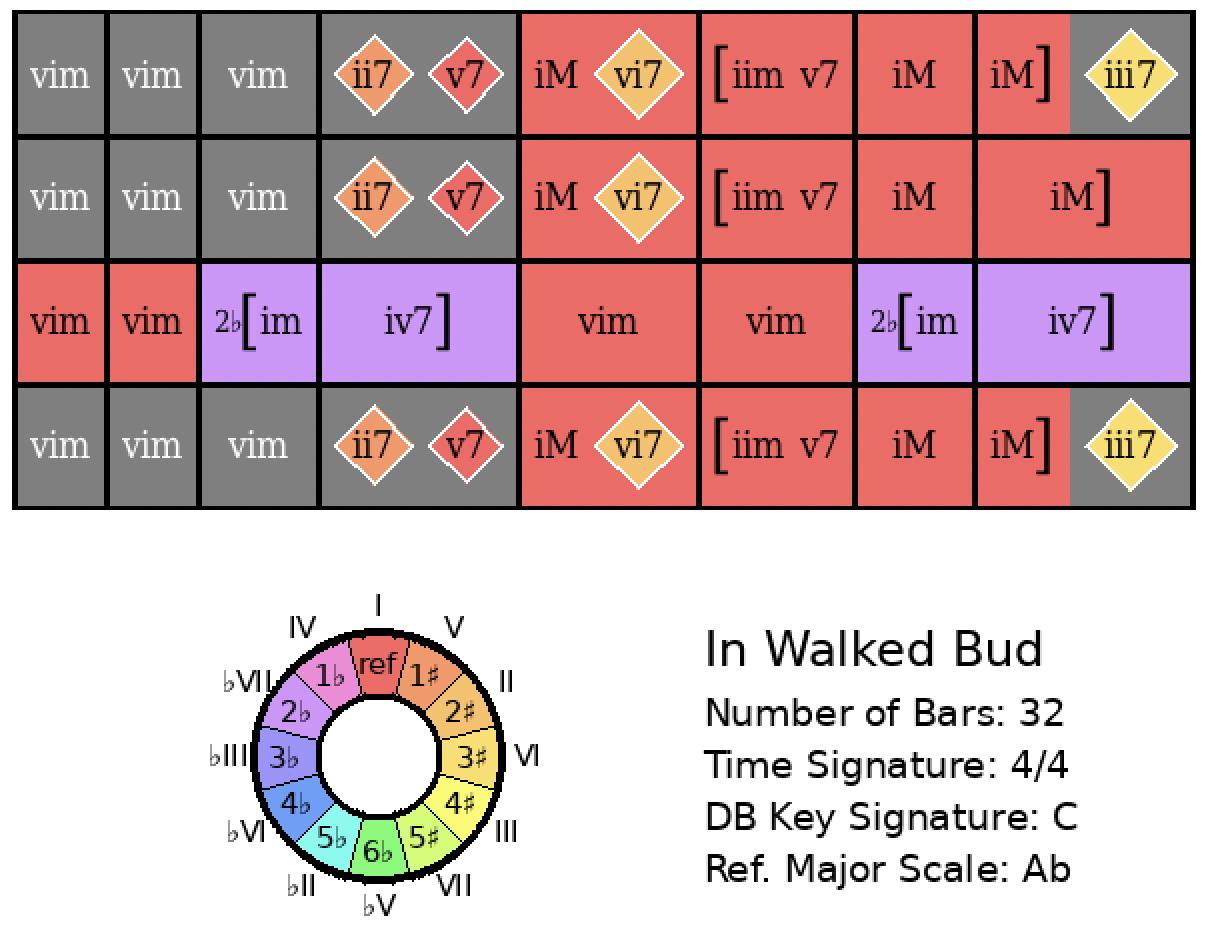 vim vim vim ii7 v7 iM vi7 [iim v7 iM iM] iii7
vim vim vim ii7 v7 iM vi7 [iim v7 iM iM]
vim vim 2♭[im iv7] vim vim 2♭[im iv7]
vim vim vim ii7 v7 iM vi7 [iim v7 iM iM] iii7
I
IV V
ref
1♭ 1♯
♭VII II
2♭ 2♯
♭III 3♭ 3♯ VI
4♭ 4♯
♭VI III
5♭ 5♯
6♭
♭II VII
♭V
In Walked Bud
Number of Bars: 32
Time Signature: 4/4
DB Key Signature: C
Ref. Major Scale: Ab